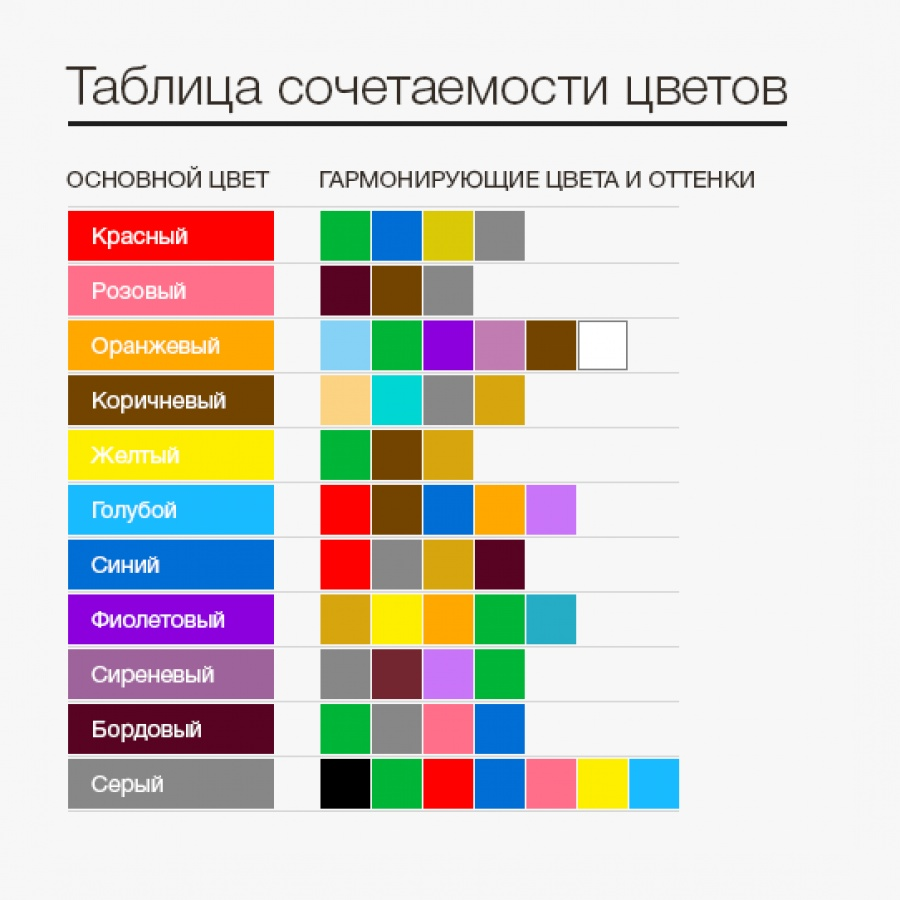 Таблица сочетаемости цветов
ОСНОВНОЙ ЦВЕТ ГАРМОНИРУЮЩИЕ ЦВЕТА И ОТТЕНКИ
Красный
Розовый
Оранжевый
Коричневый
Желтый
Голубой
Синий
Фиолетовый
Сиреневый
Бордовый
Серый